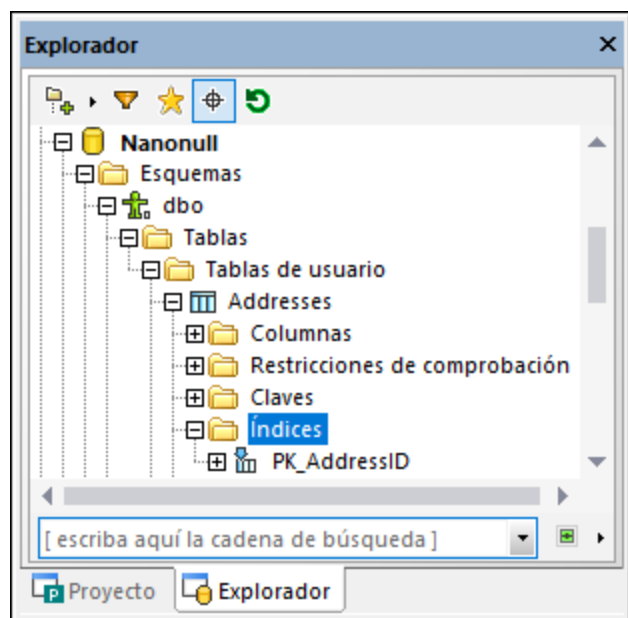 Explorador
Nanonull
Esquemas
dbo
Tablas
Tablas de usuario
Addresses
Columnas
Restricciones de comprobación
Claves
Índices
PK_AddressID
[ escriba aquí la cadena de búsqueda ]
Proyecto Explorador